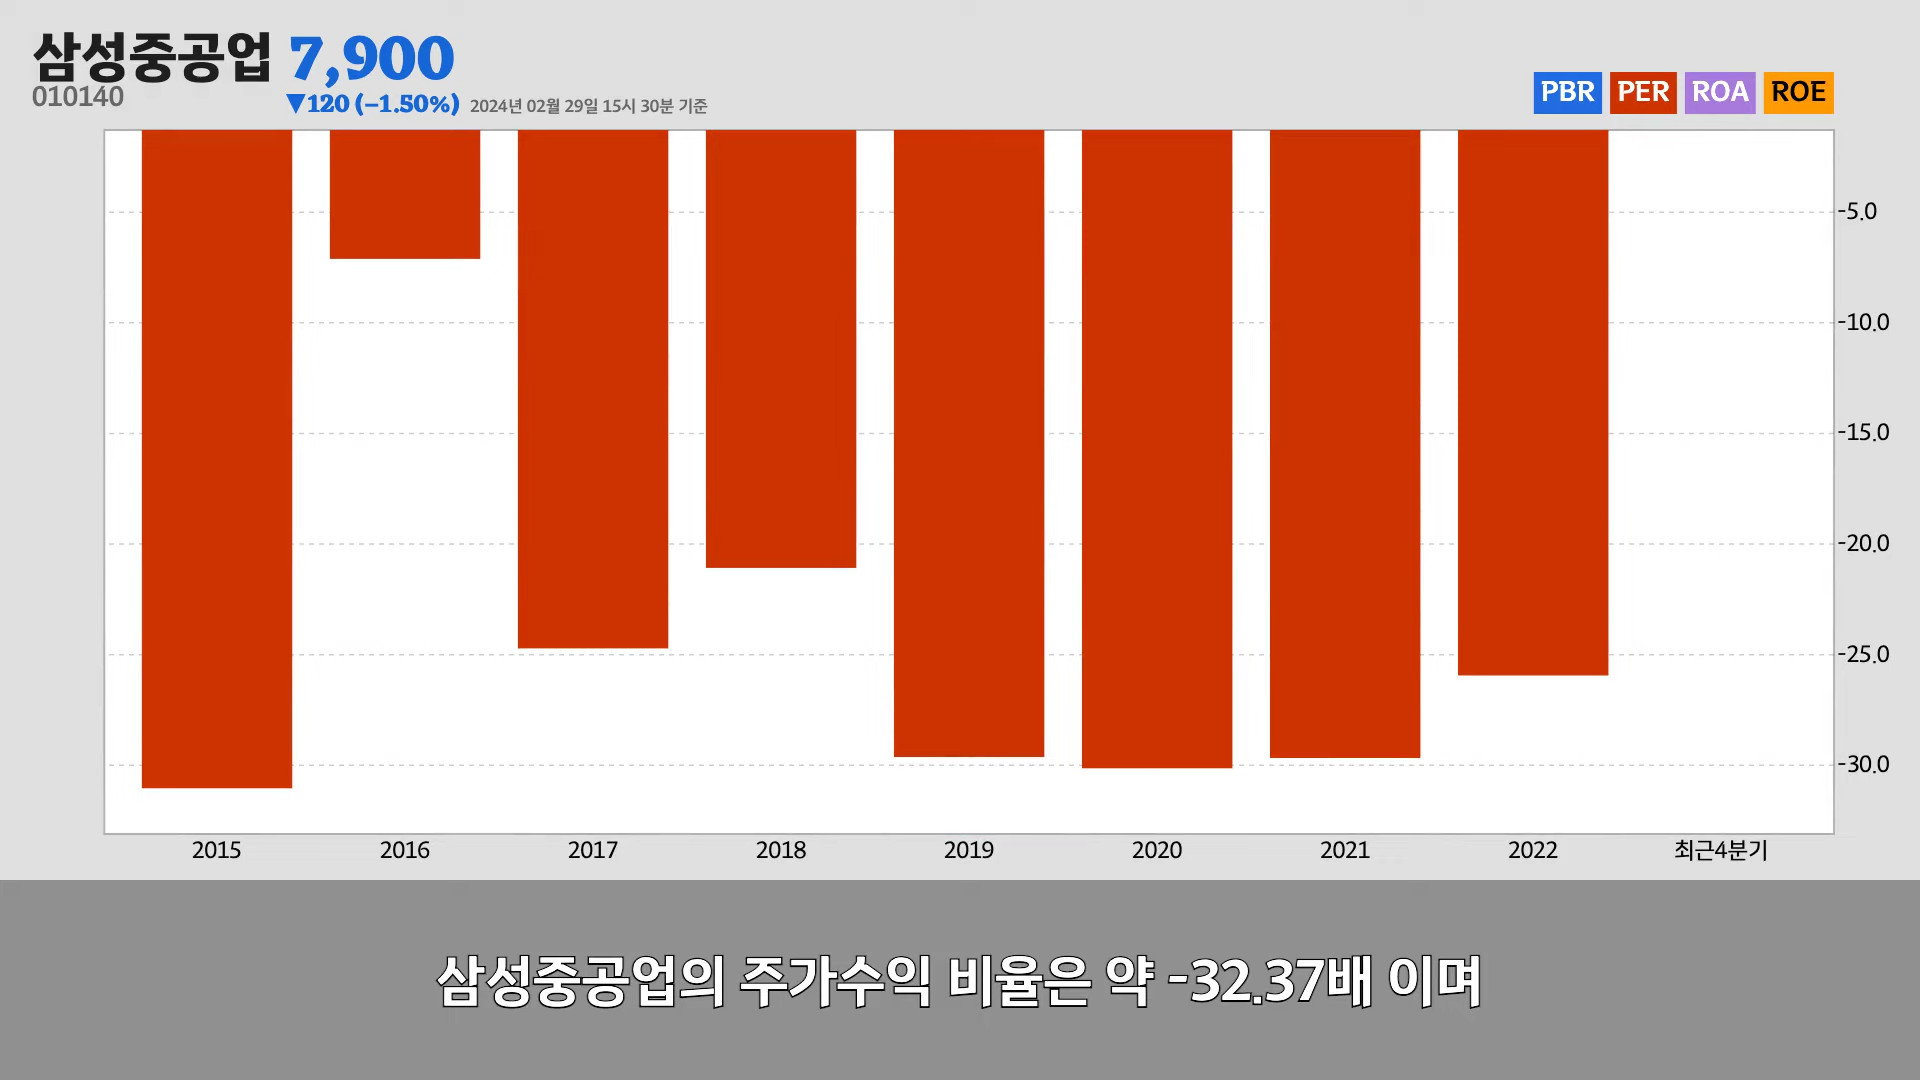 삼성중공업 7,900
010140
▼120 (−1.50%) 2024년 02월 29일 15시 30분 기준
PBR PER ROA ROE
-5.0
-10.0
-15.0
-20.0
-25.0
-30.0
2015 2016 2017 2018 2019 2020 2021 2022 최근4분기
삼성중공업의 주가수익 비율은 약 -32.37배 이며